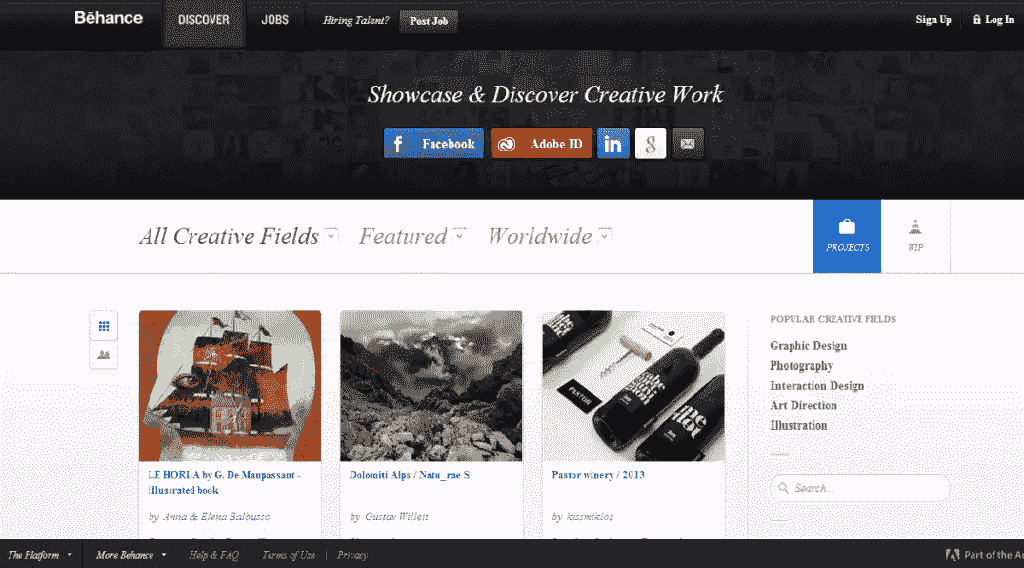 Bēhance DISCOVER JOBS Hiring Talent? Post Job Sign Up Log In
Showcase & Discover Creative Work
Facebook Adobe ID in g
All Creative Fields Featured Worldwide
PROJECTS WIP
POPULAR CREATIVE FIELDS
Graphic Design
Photography
Interaction Design
Art Direction
Illustration
Search...
LE HORLA by G. De Maupassant -
illustrated book
by Anna & Elena Balbusso
Dolomiti Alps / Natu_rae S
by Gustav Willeit
Pastor winery / 2013
by kissmiklos
The Platform More Behance Help & FAQ Terms of Use | Privacy
Part of the A